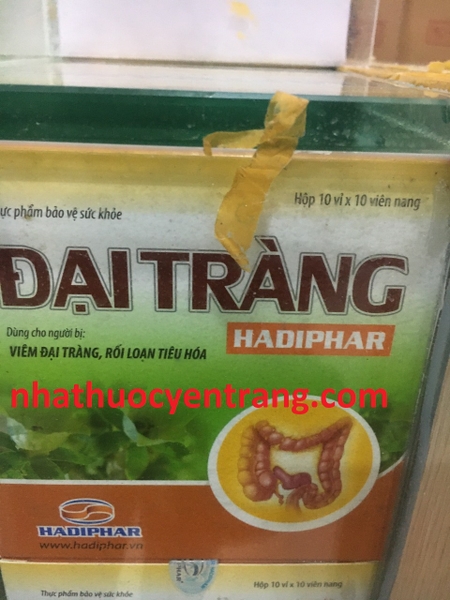 phẩm bảo vệ sức khỏe
Hộp 10 vỉ x 10 viên nang
ĐẠI TRÀNG
HADIPHAR
Dùng cho người bị:
VIÊM ĐẠI TRÀNG, RỐI LOẠN TIÊU HÓA
nhathuocyentrang.com
HADIPHAR
www.hadiphar.vn
Thực phẩm bảo vệ sức khỏe
Hộp 10 vỉ x 10 viên nang